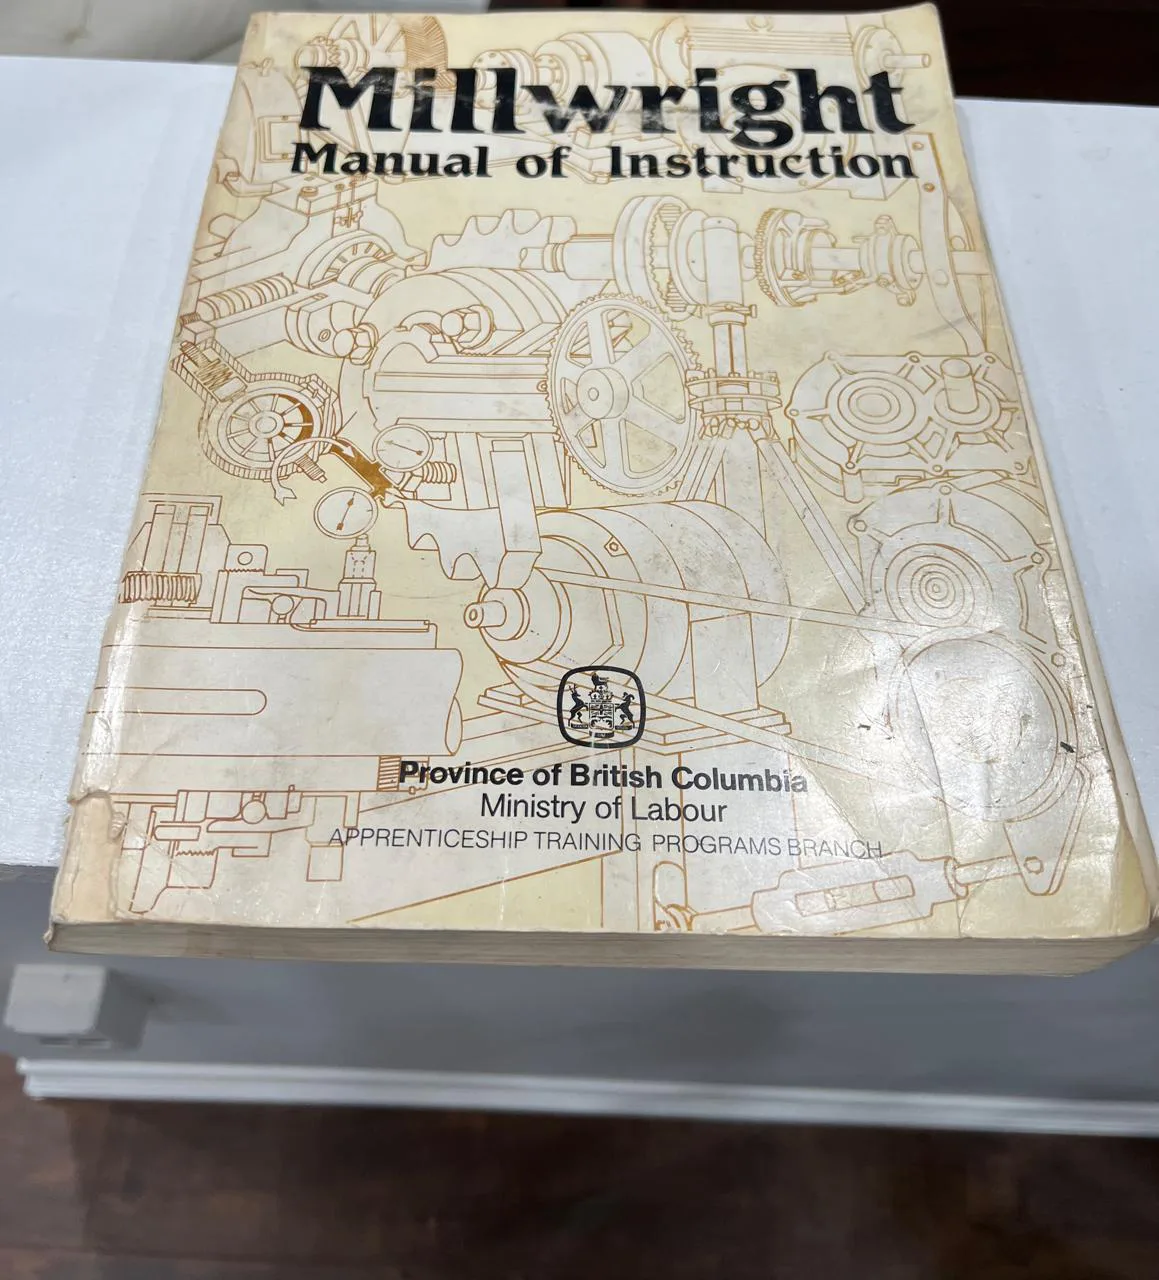 Millwright
Manual of Instruction
Province of British Columbia
Ministry of Labour
APPRENTICESHIP TRAINING PROGRAMS BRANCH